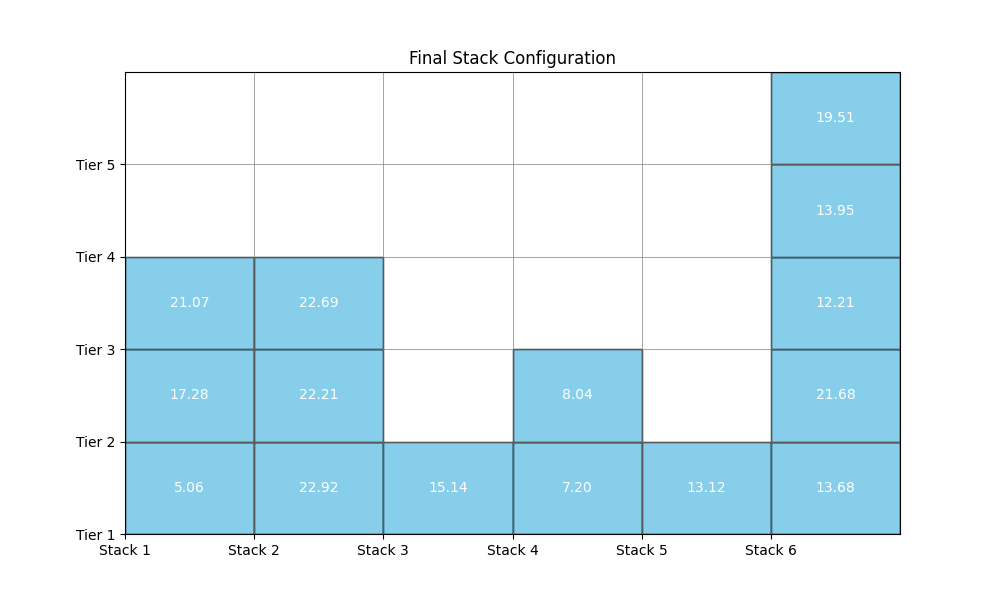 Final Stack Configuration
19.51
Tier 5
13.95
Tier 4
21.07 22.69 12.21
Tier 3
17.28 22.21 8.04 21.68
Tier 2
5.06 22.92 15.14 7.20 13.12 13.68
Tier 1
Stack 1 Stack 2 Stack 3 Stack 4 Stack 5 Stack 6